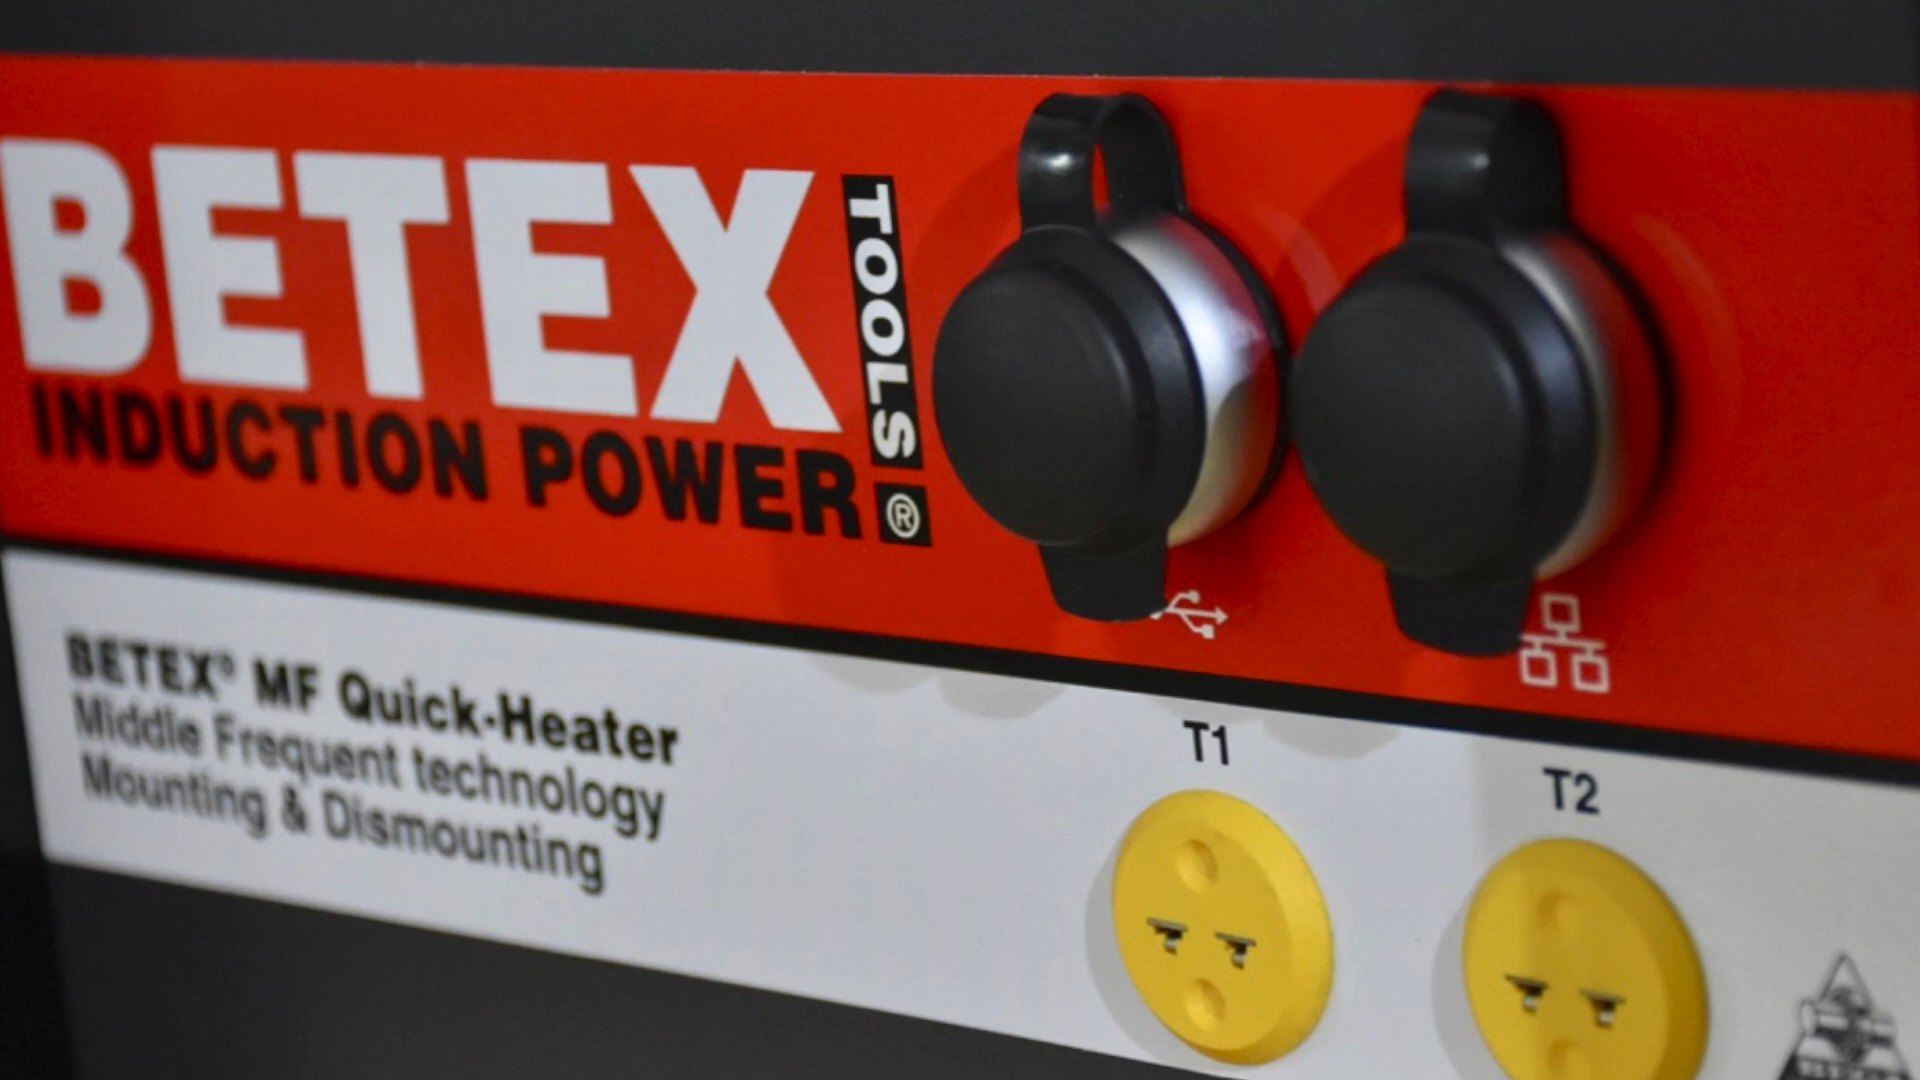 BETEX
TOOLS®
INDUCTION POWER
BETEX® MF Quick-Heater
Middle Frequent technology
Mounting & Dismounting
T1
T2